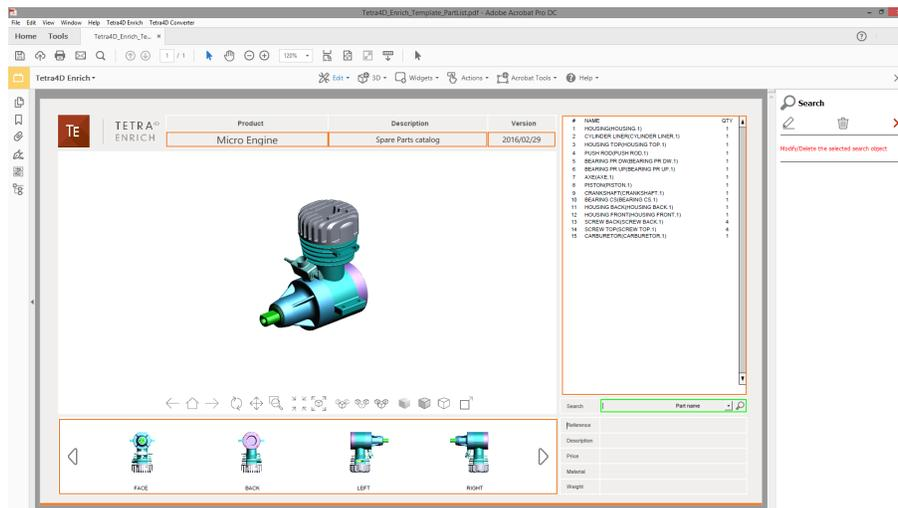 Tetra4D_Enrich_Template_PartList.pdf - Adobe Acrobat Pro DC
File Edit View Window Help Tetra4D Enrich Tetra4D Converter
Home Tools Tetra4D_Enrich_Te... ×
1 / 1 120%
Tetra4D Enrich
Edit 3D Widgets Actions Acrobat Tools Help
Search
Modify/Delete the selected search object
TE TETRA4D ENRICH
Product Description Version
Micro Engine Spare Parts catalog 2016/02/29
# NAME QTY
1 HOUSING(HOUSING.1) 1
2 CYLINDER LINER(CYLINDER LINER.1) 1
3 HOUSING TOP(HOUSING TOP.1) 1
4 PUSH ROD(PUSH ROD.1) 1
5 BEARING PR DW(BEARING PR DW.1) 1
6 BEARING PR UP(BEARING PR UP.1) 1
7 AXE(AXE.1) 1
8 PISTON(PISTON.1) 1
9 CRANKSHAFT(CRANKSHAFT.1) 1
10 BEARING CS(BEARING CS.1) 1
11 HOUSING BACK(HOUSING BACK.1) 1
12 HOUSING FRONT(HOUSING FRONT.1) 1
13 SCREW BACK(SCREW BACK.1) 4
14 SCREW TOP(SCREW TOP.1) 4
15 CARBURETOR(CARBURETOR.1) 1
Search Part name
Reference
Description
Price
Material
Weight
FACE BACK LEFT RIGHT